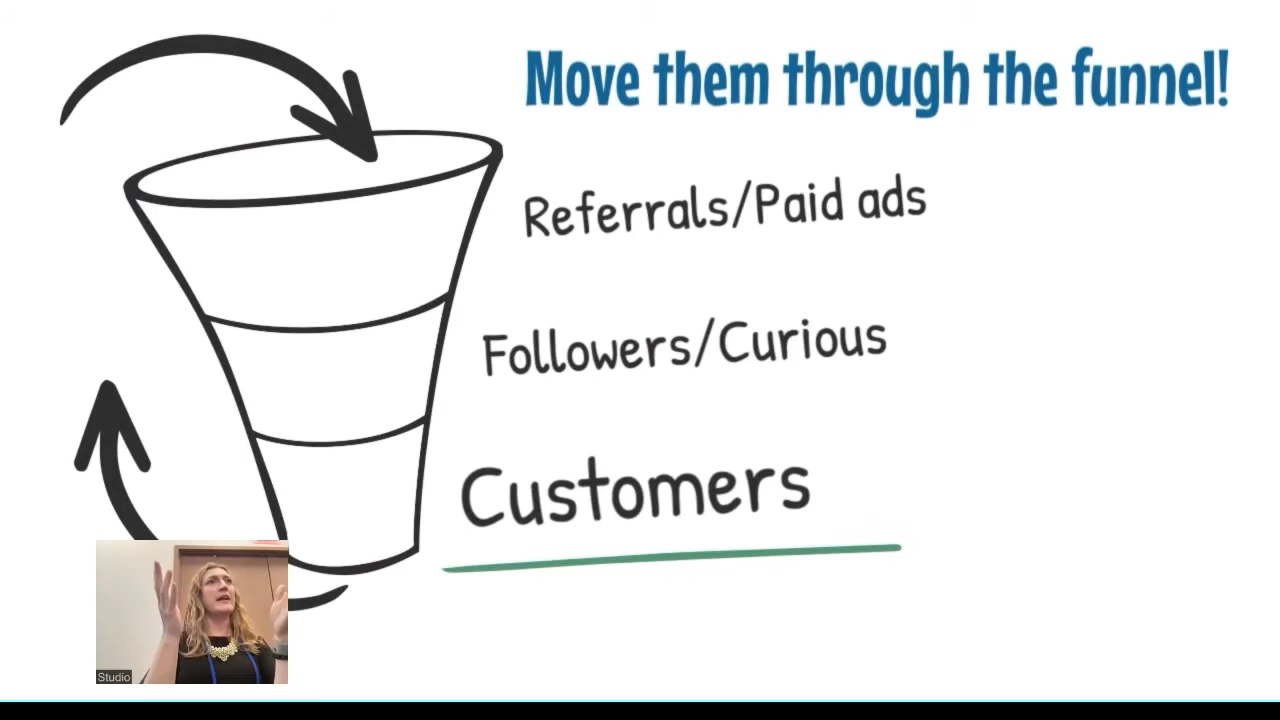 Move them through the funnel!
Referrals/Paid ads
Followers/Curious
Customers
Studio